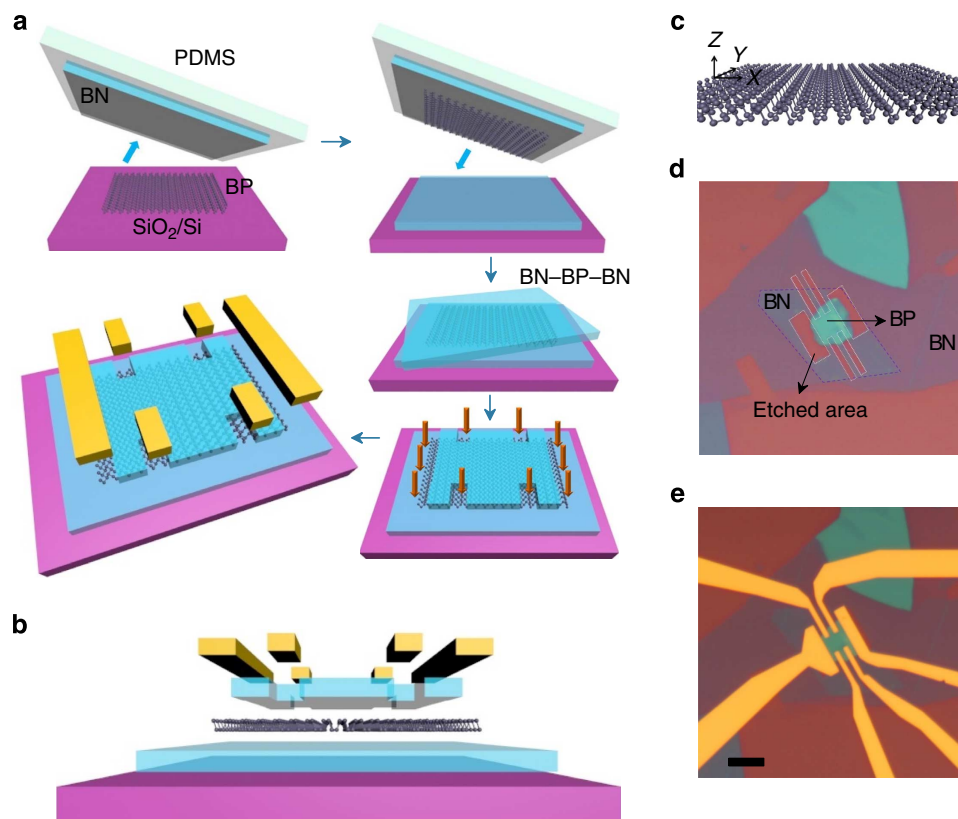 a
PDMS
BN
BP
SiO2/Si
BN–BP–BN
b
c
Z
Y
X
d
BN
BP
BN
Etched area
e